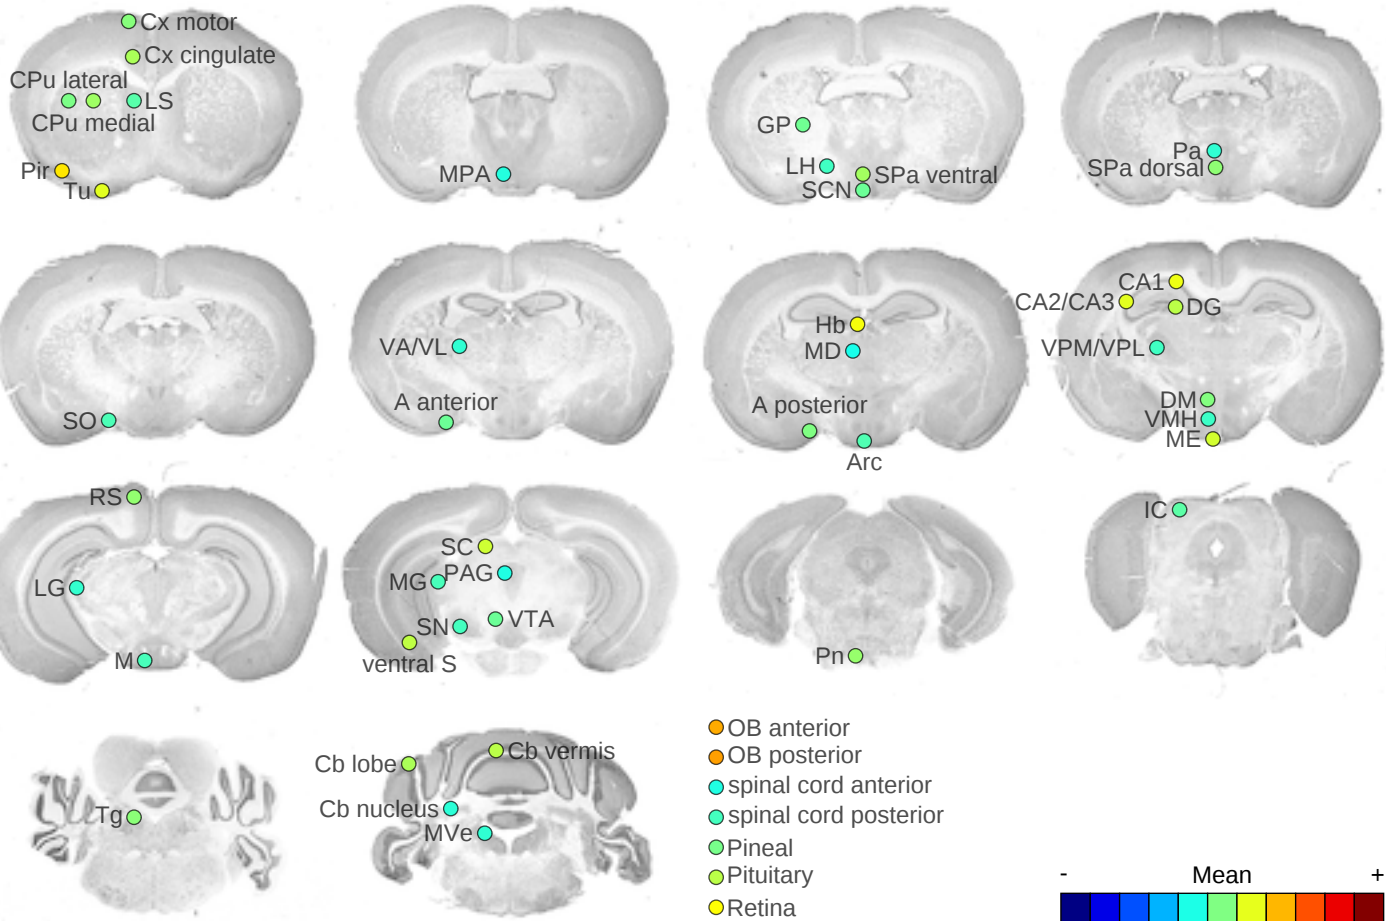 Cx motor
Cx cingulate
CPu lateral
LS
CPu medial
Pir
Tu
MPA
GP
LH
SPa ventral
SCN
Pa
SPa dorsal
SO
VA/VL
A anterior
Hb
MD
A posterior
Arc
CA1
CA2/CA3
DG
VPM/VPL
DM
VMH
ME
RS
LG
M
SC
PAG
MG
VTA
SN
ventral S
Pn
IC
Tg
Cb vermis
Cb lobe
Cb nucleus
MVe
OB anterior
OB posterior
spinal cord anterior
spinal cord posterior
Pineal
Pituitary
Retina
- Mean +